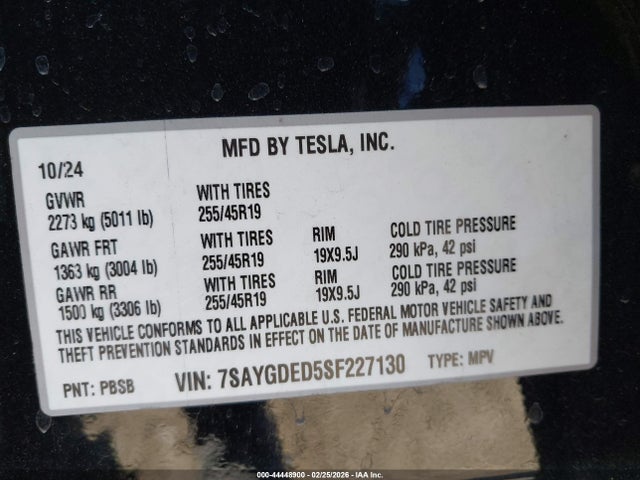 MFD BY TESLA, INC.
10/24
GVWR WITH TIRES
2273 kg (5011 lb) 255/45R19
GAWR FRT WITH TIRES RIM COLD TIRE PRESSURE
1363 kg (3004 lb) 255/45R19 19X9.5J 290 kPa, 42 psi
GAWR RR WITH TIRES RIM COLD TIRE PRESSURE
1500 kg (3306 lb) 255/45R19 19X9.5J 290 kPa, 42 psi
THIS VEHICLE CONFORMS TO ALL APPLICABLE U.S. FEDERAL MOTOR VEHICLE SAFETY AND
THEFT PREVENTION STANDARDS IN EFFECT ON THE DATE OF MANUFACTURE SHOWN ABOVE.
PNT: PBSB VIN: 7SAYGDED5SF227130 TYPE: MPV
000-44448900 - 02/25/2026 - IAA Inc.